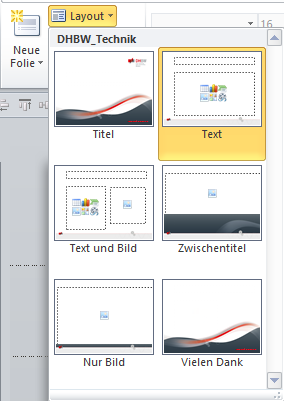 Layout
16
Neue
Folie
DHBW_Technik
Titel
Text
Text und Bild
Zwischentitel
Nur Bild
Vielen Dank